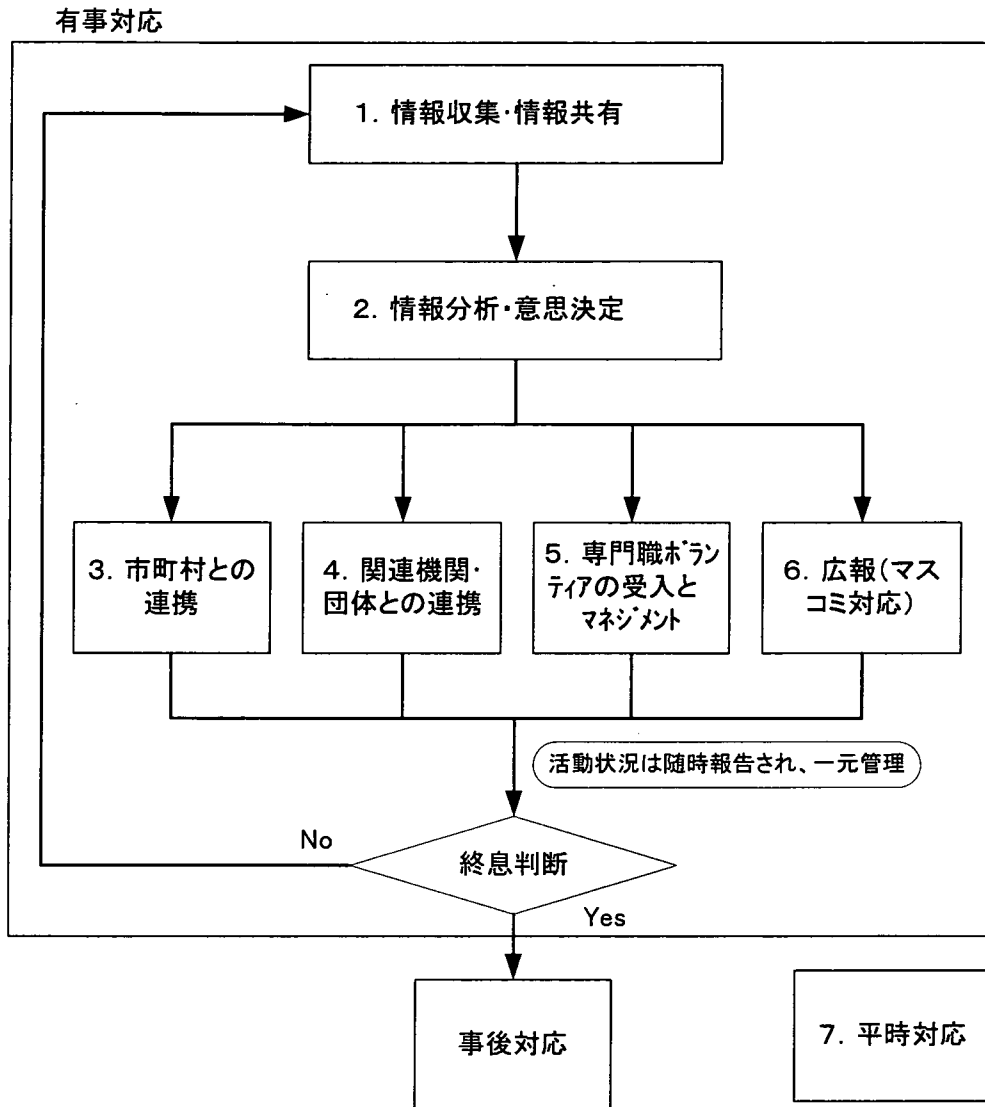 有事対応
1. 情報収集・情報共有
2. 情報分析・意思決定
3. 市町村との
連携
4. 関連機関・
団体との連携
5. 専門職ボラン
ティアの受入と
マネジメント
6. 広報(マス
コミ対応)
活動状況は随時報告され、一元管理
No
終息判断
Yes
事後対応
7. 平時対応